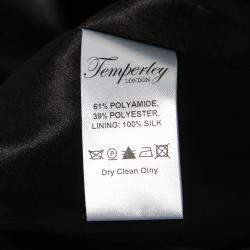 Temperley
LONDON
61% POLYAMIDE,
39% POLYESTER,
LINING: 100% SILK
P
Dry Clean Olny